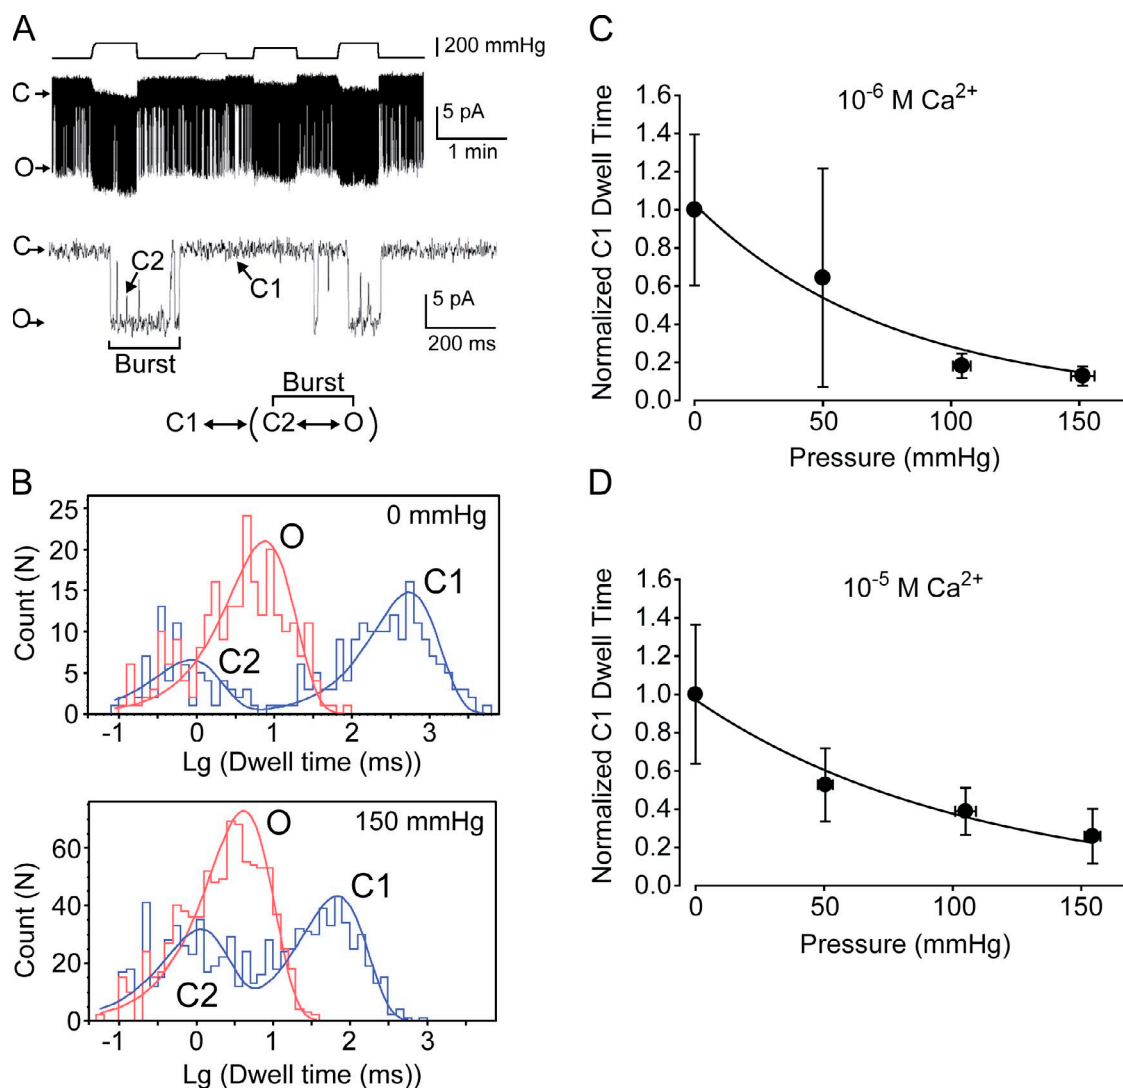 A
200 mmHg
C
5 pA
1 min
O
C
C2
C1
O
5 pA
200 ms
Burst
Burst
C1 ↔ (C2 ↔ O)
B
25
20
15
10
5
0
Count (N)
0 mmHg
O
C1
C2
-1 0 1 2 3
Lg (Dwell time (ms))
60
40
20
0
Count (N)
150 mmHg
O
C1
C2
-1 0 1 2 3
Lg (Dwell time (ms))
C
10⁻⁶ M Ca²⁺
Normalized C1 Dwell Time
1.6
1.4
1.2
1.0
0.8
0.6
0.4
0.2
0.0
0 50 100 150
Pressure (mmHg)
D
10⁻⁵ M Ca²⁺
Normalized C1 Dwell Time
1.6
1.4
1.2
1.0
0.8
0.6
0.4
0.2
0.0
0 50 100 150
Pressure (mmHg)